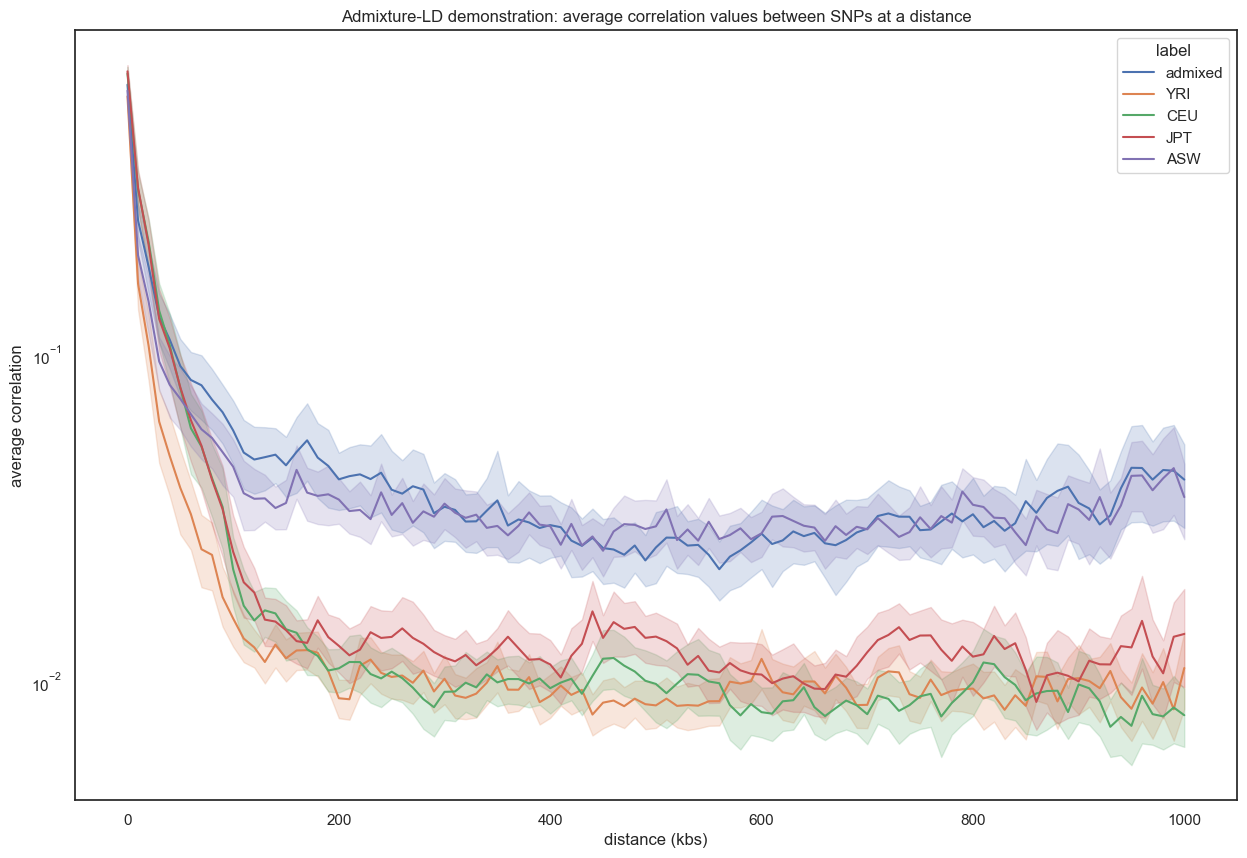 Admixture-LD demonstration: average correlation values between SNPs at a distance
label
admixed
YRI
CEU
JPT
ASW
average correlation
10⁻¹
10⁻²
0 200 400 600 800 1000
distance (kbs)